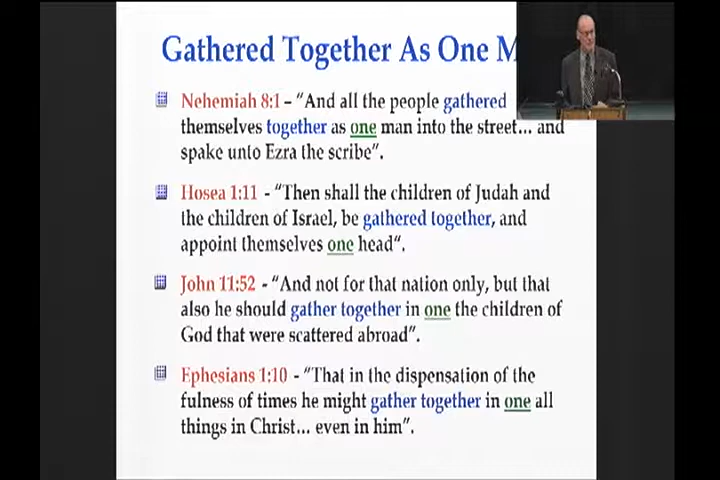 Gathered Together As One M
Nehemiah 8:1 – “And all the people gathered
themselves together as one man into the street... and
spake unto Ezra the scribe”.
Hosea 1:11 - “Then shall the children of Judah and
the children of Israel, be gathered together, and
appoint themselves one head“.
John 11:52 - “And not for that nation only, but that
also he should gather together in one the children of
God that were scattered abroad”.
Ephesians 1:10 - “That in the dispensation of the
fulness of times he might gather together in one all
things in Christ... even in him”.